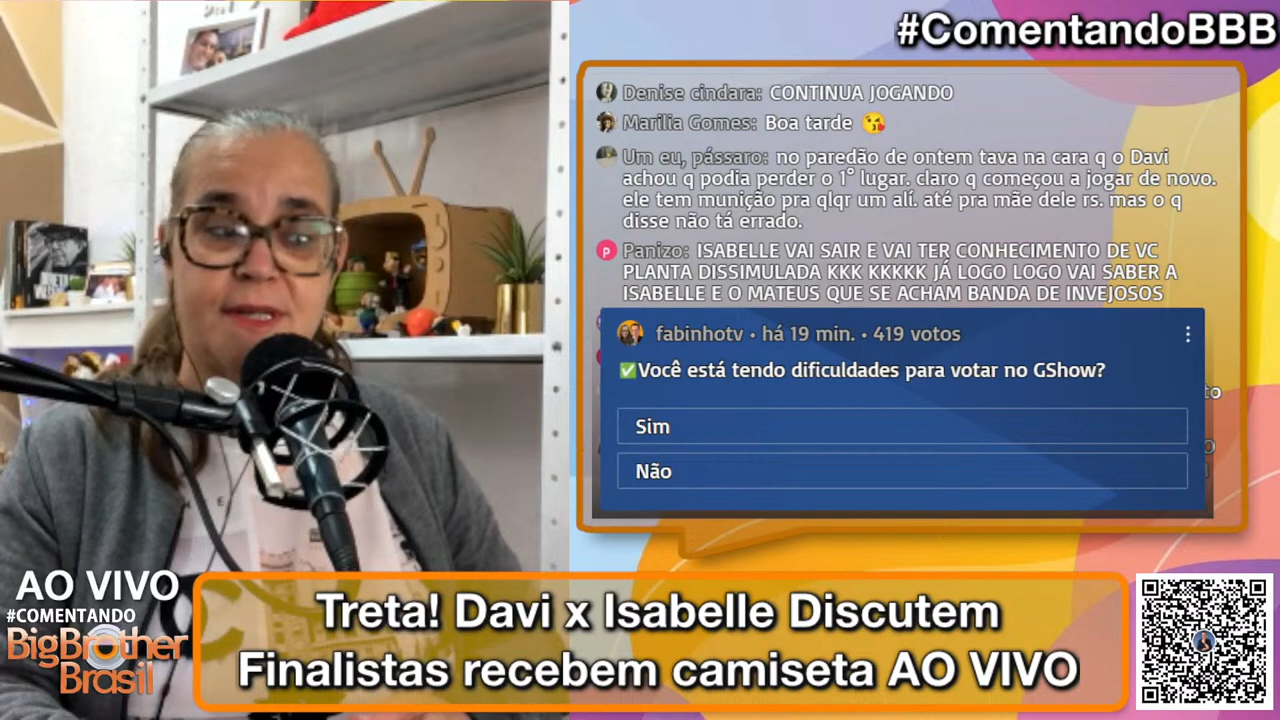 #ComentandoBBB
Denise cindara: CONTINUA JOGANDO
Marilia Gomes: Boa tarde 😘
Um eu, pássaro: no paredão de ontem tava na cara q o Davi
achou q podia perder o 1° lugar. claro q começou a jogar de novo.
ele tem munição pra qlqr um alí. até pra mãe dele rs. mas o q
disse não tá errado.
P
Panizo: ISABELLE VAI SAIR E VAI TER CONHECIMENTO DE VC
PLANTA DISSIMULADA KKK KKKKK JÁ LOGO LOGO VAI SABER A
ISABELLE E O MATEUS QUE SE ACHAM BANDA DE INVEJOSOS
fabinhotv • há 19 min. • 419 votos
✅Você está tendo dificuldades para votar no GShow?
Sim
Não
AO VIVO
#COMENTANDO
BigBrother
Brasil
Treta! Davi x Isabelle Discutem
Finalistas recebem camiseta AO VIVO